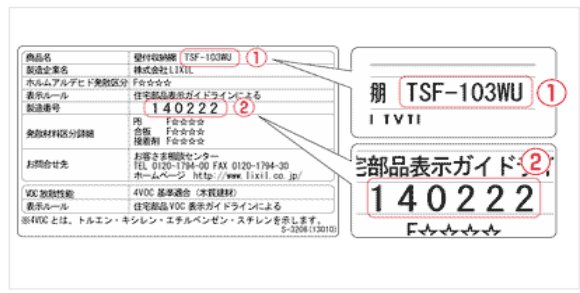 商品名 壁付収納棚 TSF-103WU ①
製造企業名 株式会社LIXIL
ホルムアルデヒド発散区分 F☆☆☆☆
表示ルール 住宅部品表示ガイドラインによる
製造番号 140222 ②
発散材料区分詳細 PB F☆☆☆☆
合板 F☆☆☆☆
接着剤 F☆☆☆☆
お問合せ先 お客さま相談センター
TEL 0120-1794-00 FAX 0120-1794-30
ホームページ http://www.lixil.co.jp/
VOC放散性能 4VOC 基準適合(木質建材)
表示ルール 住宅部品VOC 表示ガイドラインによる
※4VOC とは、トルエン・キシレン・エチルベンゼン・スチレンを示します。
S-3206(13010)
棚 TSF-103WU ①
宅部品表示ガイドライ ②
140222
F☆☆☆☆